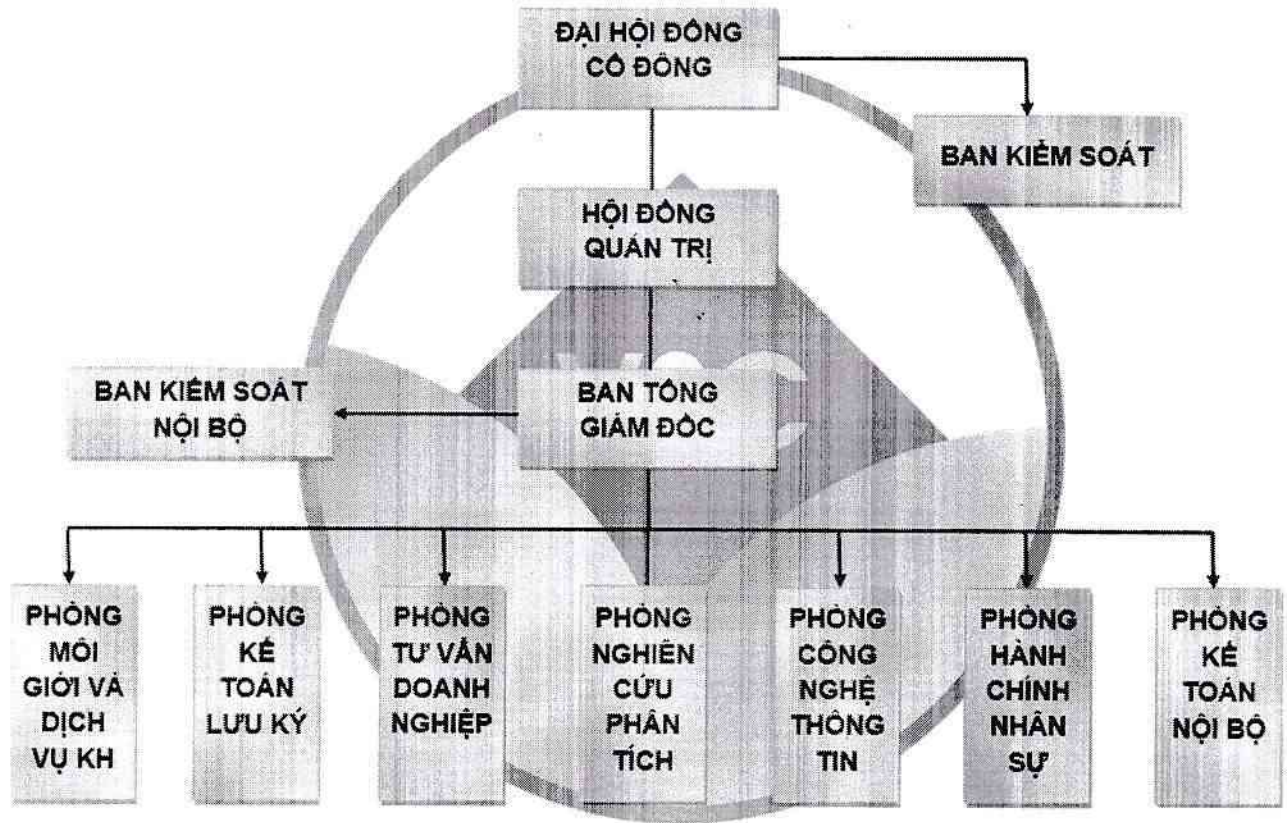 ĐẠI HỘI ĐỒNG
CỔ ĐÔNG
BAN KIỂM SOÁT
HỘI ĐỒNG
QUẢN TRỊ
BAN KIỂM SOÁT
NỘI BỘ
BAN TỔNG
GIÁM ĐỐC
PHÒNG
MÔI
GIỚI VÀ
DỊCH
VỤ KH
PHÒNG
KẾ
TOÁN
LƯU KÝ
PHÒNG
TƯ VẤN
DOANH
NGHIỆP
PHÒNG
NGHIÊN
CỨU
PHÂN
TÍCH
PHÒNG
CÔNG
NGHỆ
THÔNG
TIN
PHÒNG
HÀNH
CHÍNH
NHÂN
SỰ
PHÒNG
KẾ
TOÁN
NỘI BỘ